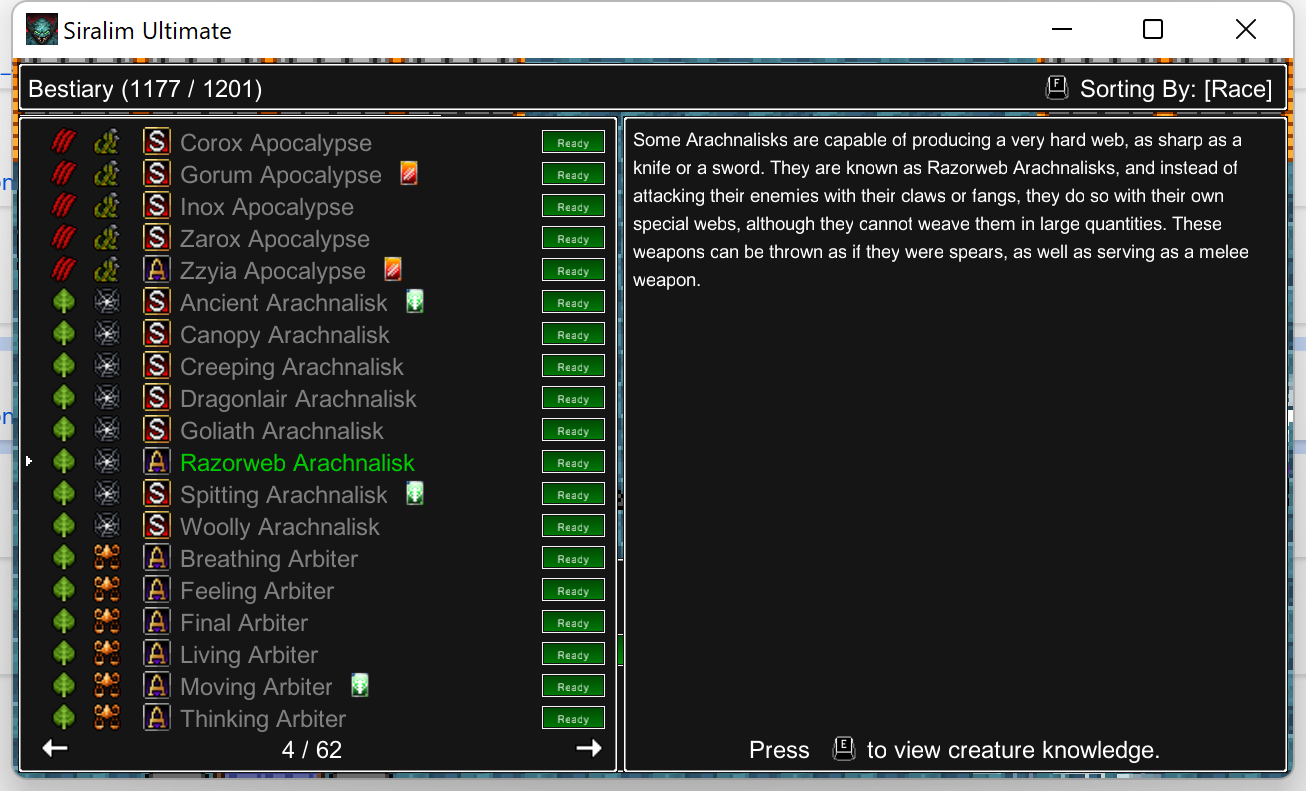 Siralim Ultimate
Bestiary (1177 / 1201)
F Sorting By: [Race]
S Corox Apocalypse Ready
S Gorum Apocalypse Ready
S Inox Apocalypse Ready
S Zarox Apocalypse Ready
A Zzyia Apocalypse Ready
S Ancient Arachnalisk Ready
S Canopy Arachnalisk Ready
S Creeping Arachnalisk Ready
S Dragonlair Arachnalisk Ready
S Goliath Arachnalisk Ready
A Razorweb Arachnalisk Ready
S Spitting Arachnalisk Ready
S Woolly Arachnalisk Ready
A Breathing Arbiter Ready
A Feeling Arbiter Ready
A Final Arbiter Ready
A Living Arbiter Ready
A Moving Arbiter Ready
A Thinking Arbiter Ready
4 / 62
Some Arachnalisks are capable of producing a very hard web, as sharp as a
knife or a sword. They are known as Razorweb Arachnalisks, and instead of
attacking their enemies with their claws or fangs, they do so with their own
special webs, although they cannot weave them in large quantities. These
weapons can be thrown as if they were spears, as well as serving as a melee
weapon.
Press E to view creature knowledge.